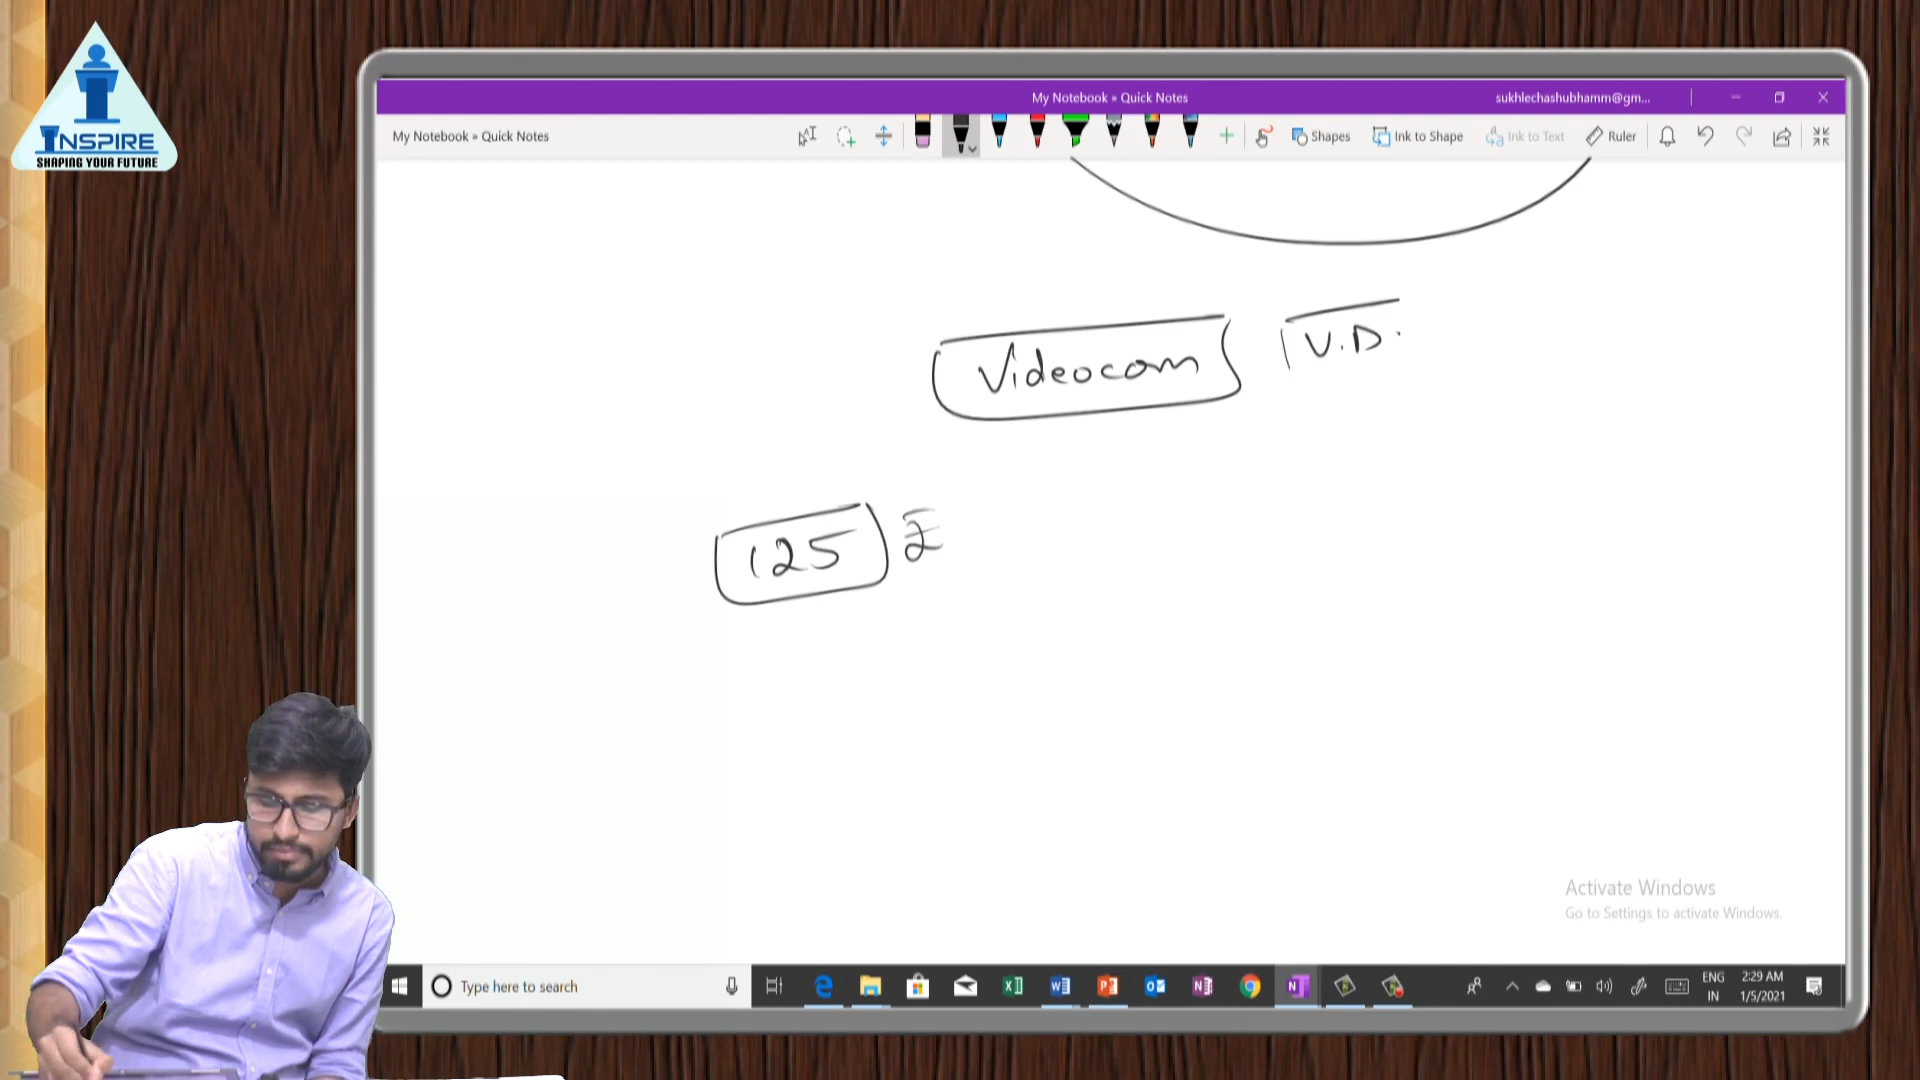 INSPIRE
SHAPING YOUR FUTURE
My Notebook » Quick Notes
sukhlechashubhamm@gm...
My Notebook » Quick Notes
Shapes
Ink to Shape
Ink to Text
Ruler
Videocom
V.D.
125
Activate Windows
Go to Settings to activate Windows.
Type here to search
ENG
IN
2:29 AM
1/5/2021